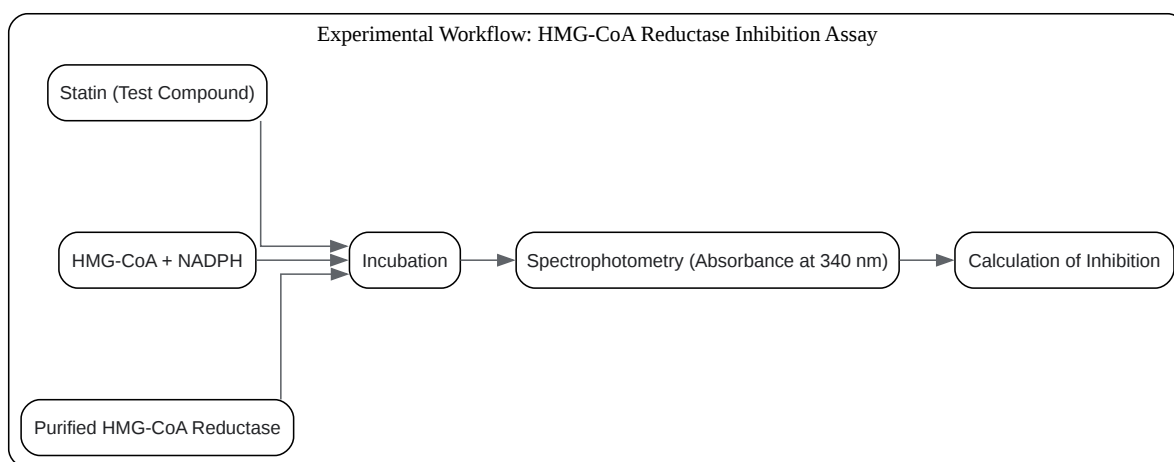 Experimental Workflow: HMG-CoA Reductase Inhibition Assay
Statin (Test Compound)
HMG-CoA + NADPH
Incubation
Spectrophotometry (Absorbance at 340 nm)
Calculation of Inhibition
Purified HMG-CoA Reductase